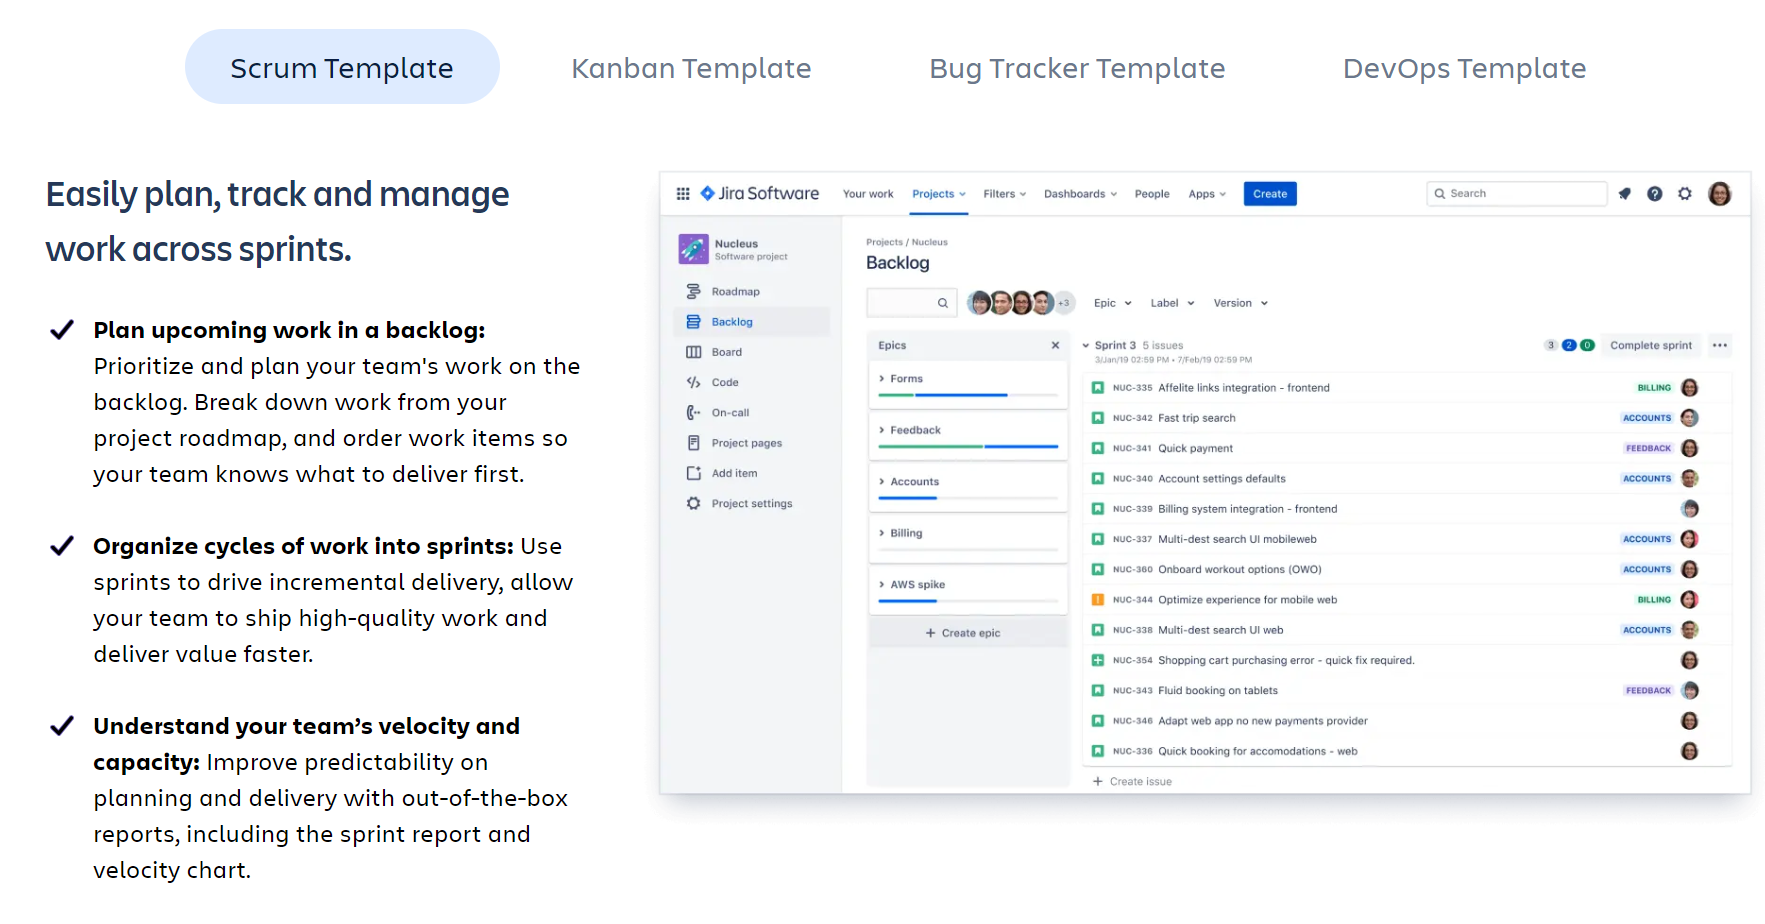 Scrum Template
Kanban Template
Bug Tracker Template
DevOps Template
Easily plan, track and manage
work across sprints.
Plan upcoming work in a backlog:
Prioritize and plan your team's work on the
backlog. Break down work from your
project roadmap, and order work items so
your team knows what to deliver first.
Organize cycles of work into sprints: Use
sprints to drive incremental delivery, allow
your team to ship high-quality work and
deliver value faster.
Understand your team’s velocity and
capacity: Improve predictability on
planning and delivery with out-of-the-box
reports, including the sprint report and
velocity chart.
Jira Software
Your work
Projects
Filters
Dashboards
People
Apps
Create
Search
Nucleus
Software project
Roadmap
Backlog
Board
Code
On-call
Project pages
Add item
Project settings
Projects / Nucleus
Backlog
+3
Epic
Label
Version
Epics
Forms
Feedback
Accounts
Billing
AWS spike
+ Create epic
Sprint 3 5 issues
3 2 0
Complete sprint
3/Jan/19 02:59 PM • 7/Feb/19 02:59 PM
NUC-335 Affelite links integration - frontend BILLING
NUC-342 Fast trip search ACCOUNTS
NUC-341 Quick payment FEEDBACK
NUC-340 Account settings defaults ACCOUNTS
NUC-339 Billing system integration - frontend
NUC-337 Multi-dest search UI mobileweb ACCOUNTS
NUC-360 Onboard workout options (OWO) ACCOUNTS
NUC-344 Optimize experience for mobile web BILLING
NUC-338 Multi-dest search UI web ACCOUNTS
NUC-354 Shopping cart purchasing error - quick fix required.
NUC-343 Fluid booking on tablets FEEDBACK
NUC-346 Adapt web app no new payments provider
NUC-336 Quick booking for accomodations - web
+ Create issue